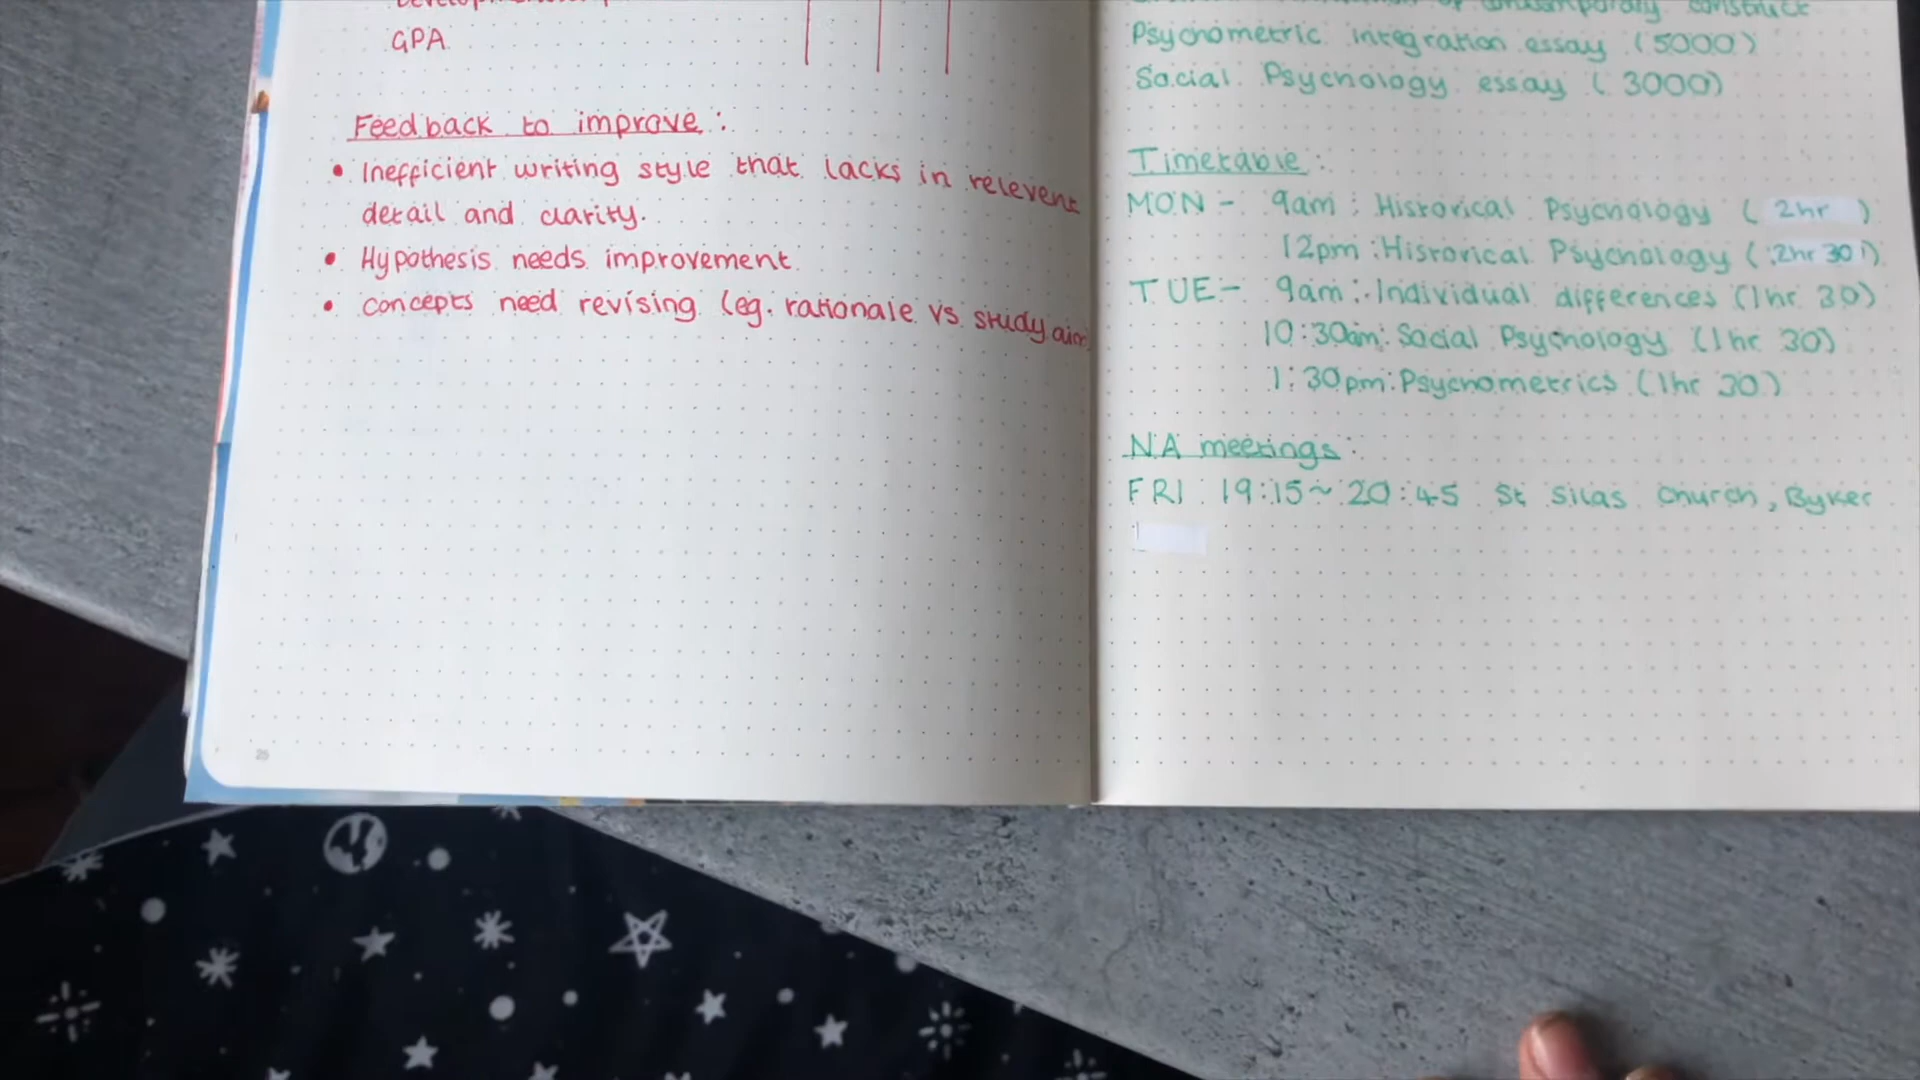 GPA
Feedback to improve :
• Inefficient writing style that lacks in relevent
detail and clarity.
• Hypothesis needs improvement.
• concepts need revising (eg. rationale vs study aim
of contemporary construct
Psychometric integration essay (5000)
Social Psychology essay (3000)
Timetable :
MON - 9am : Historical Psychology (2hr)
12pm : Historical Psychology (2hr 30)
TUE - 9am : Individual differences (1hr 30)
10:30am : Social Psychology (1hr 30)
1:30pm : Psychometrics (1hr 30)
NA meetings :
FRI 19:15~20:45 St Silas Church, Byker